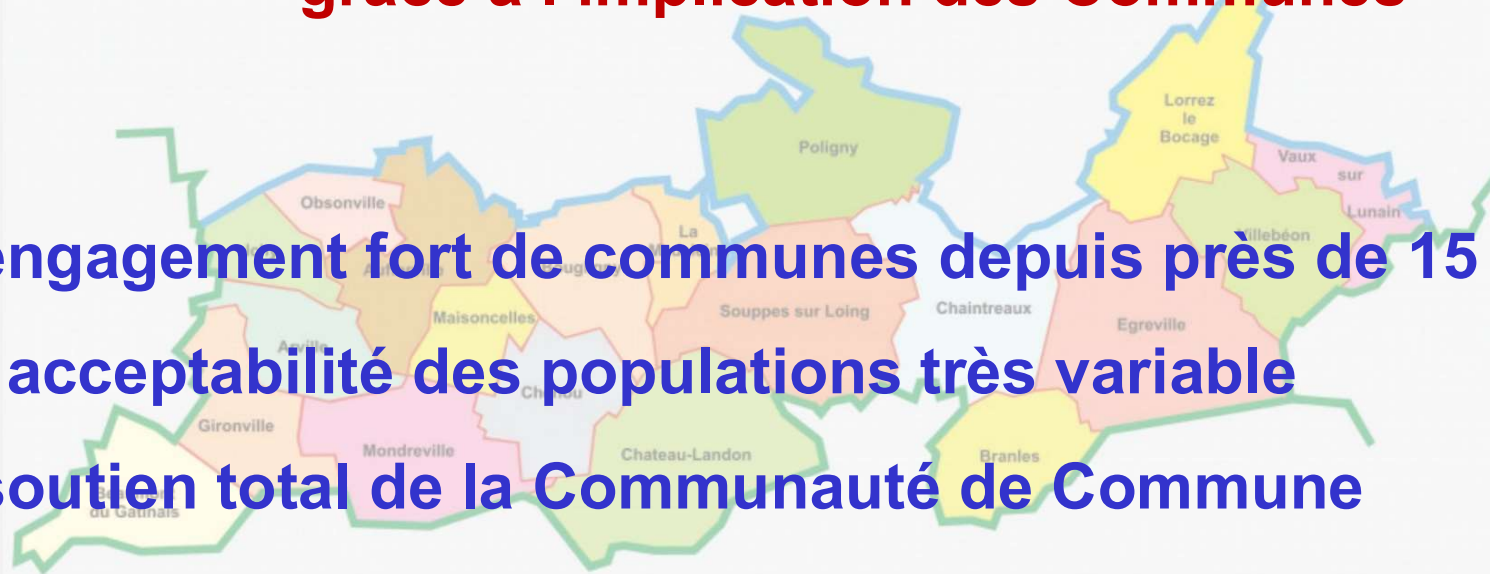 grâce à l'implication des Communes
Lorrez
le
Bocage
Poligny
Vaux
sur
Lunain
Obsonville
La
Villebéon
engagement fort de communes depuis près de 15
Souppes sur Loing
Chaintreaux
Maisoncelles
Egreville
Arville
acceptabilité des populations très variable
Gironville
Mondreville
Chateau-Landon
Branles
soutien total de la Communauté de Commune
du Gatinais